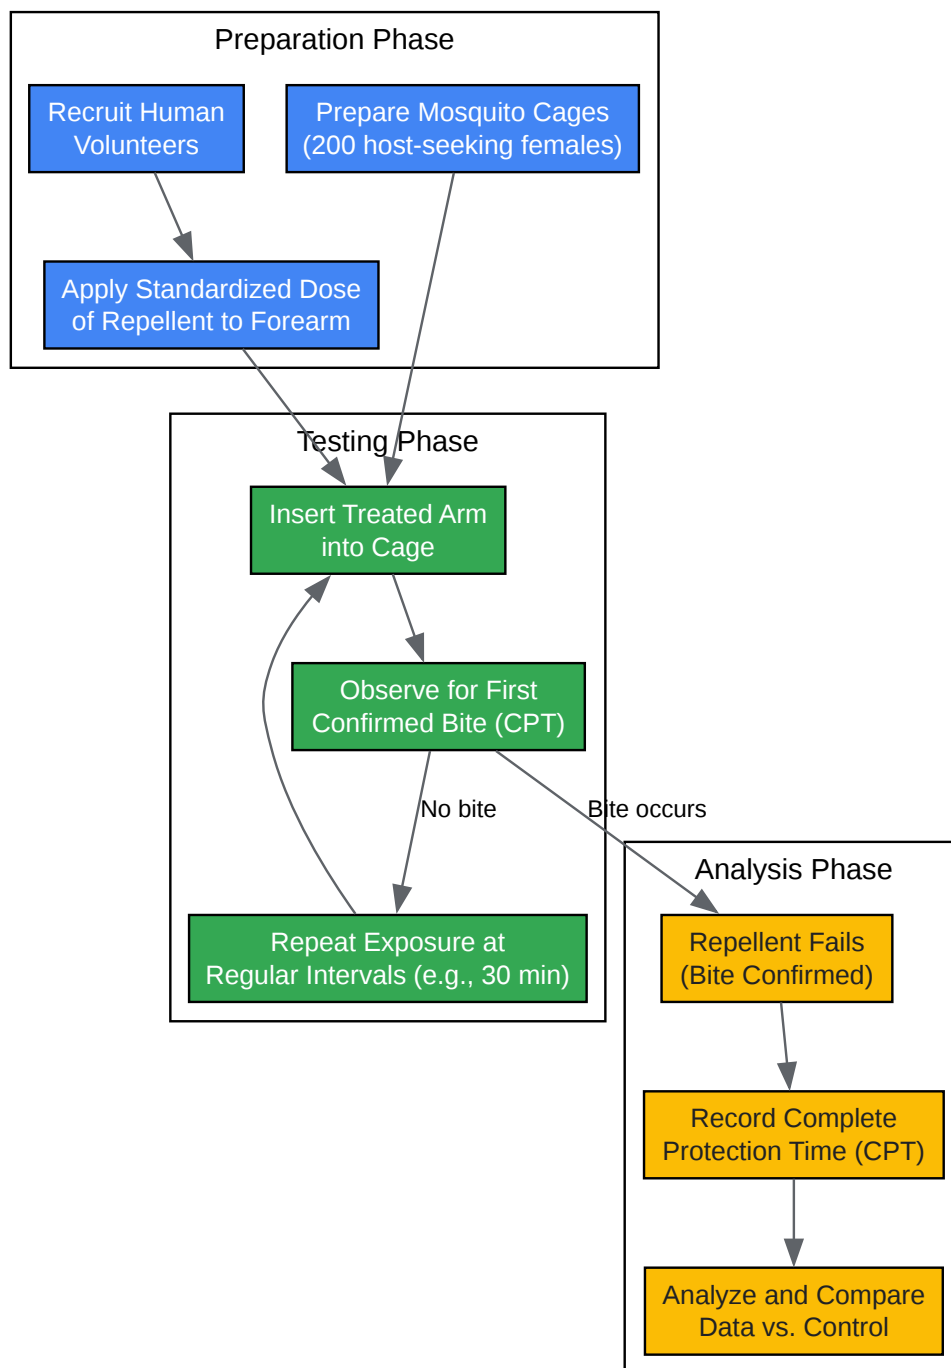 Preparation Phase
Recruit Human
Volunteers
Prepare Mosquito Cages
(200 host-seeking females)
Apply Standardized Dose
of Repellent to Forearm
Testing Phase
Insert Treated Arm
into Cage
Observe for First
Confirmed Bite (CPT)
No bite
Bite occurs
Repeat Exposure at
Regular Intervals (e.g., 30 min)
Analysis Phase
Repellent Fails
(Bite Confirmed)
Record Complete
Protection Time (CPT)
Analyze and Compare
Data vs. Control